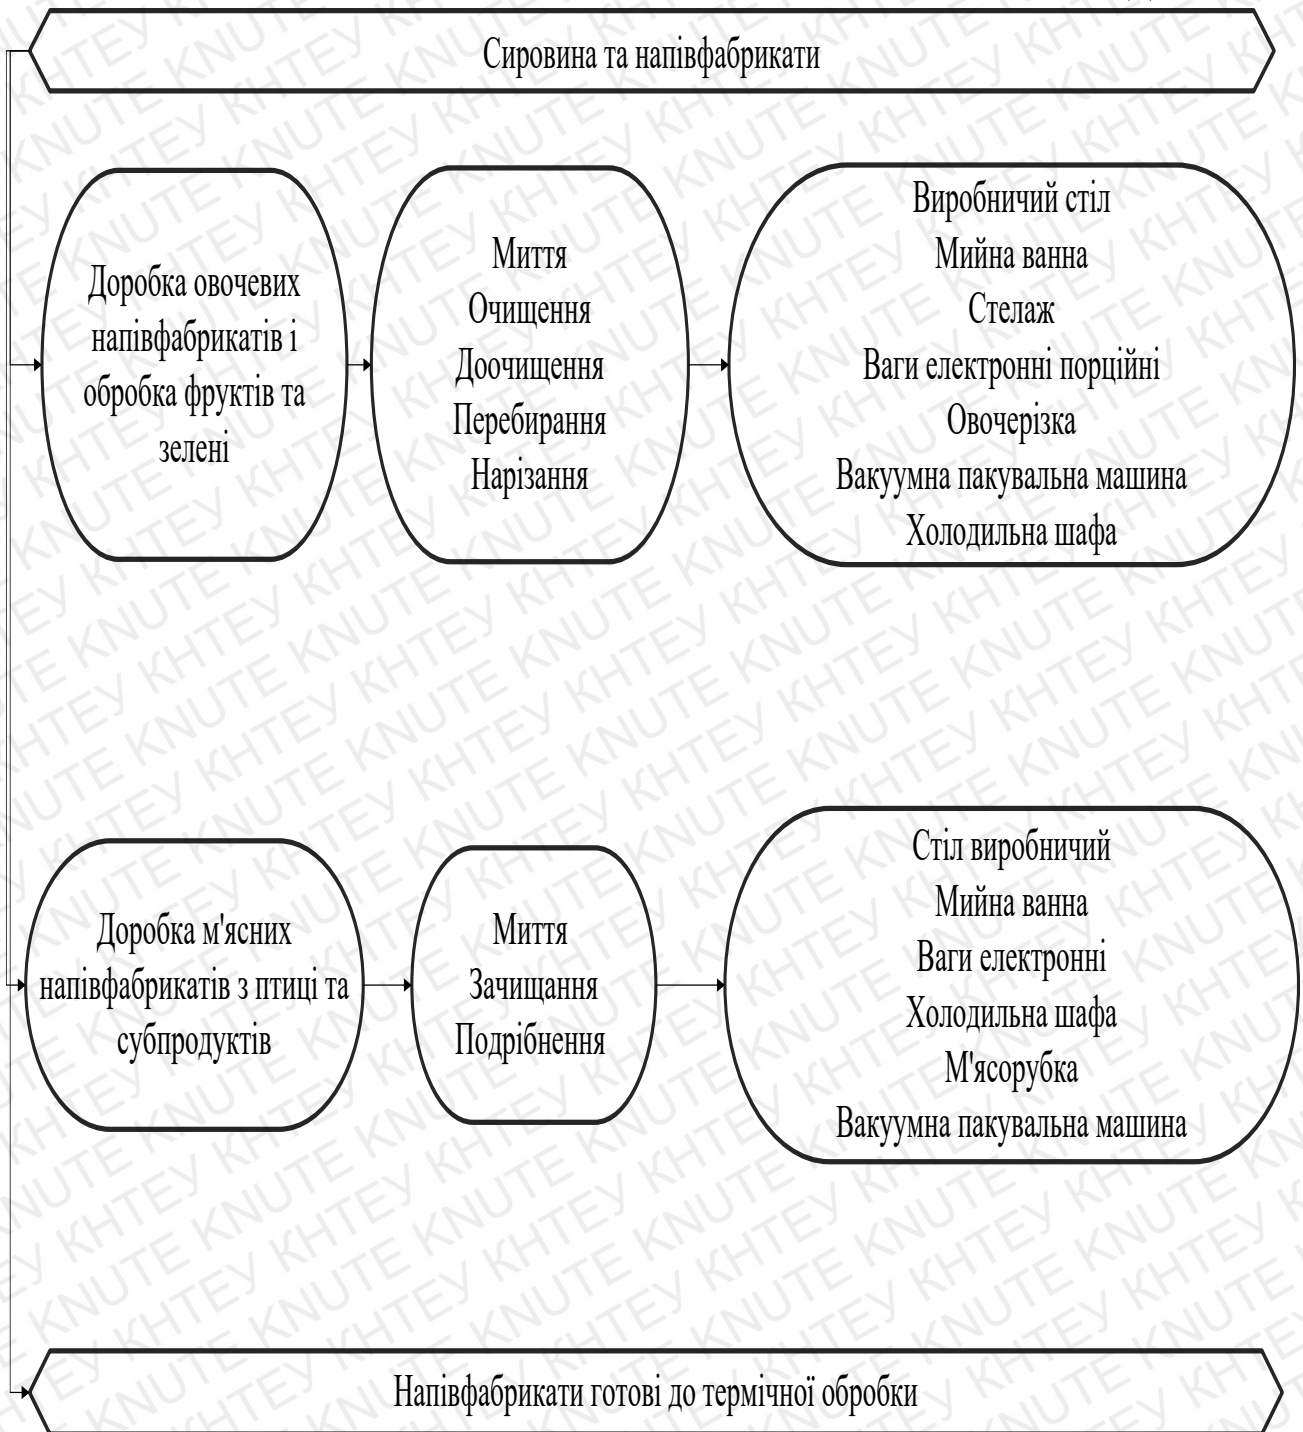 Сировина та напівфабрикати
Доробка овочевих
напівфабрикатів і
обробка фруктів та
зелені
Миття
Очищення
Доочищення
Перебирання
Нарізання
Виробничий стіл
Мийна ванна
Стелаж
Ваги електронні порційні
Овочерізка
Вакуумна пакувальна машина
Холодильна шафа
Доробка м'ясних
напівфабрикатів з птиці та
субпродуктів
Миття
Зачищання
Подрібнення
Стіл виробничий
Мийна ванна
Ваги електронні
Холодильна шафа
М'ясорубка
Вакуумна пакувальна машина
Напівфабрикати готові до термічної обробки